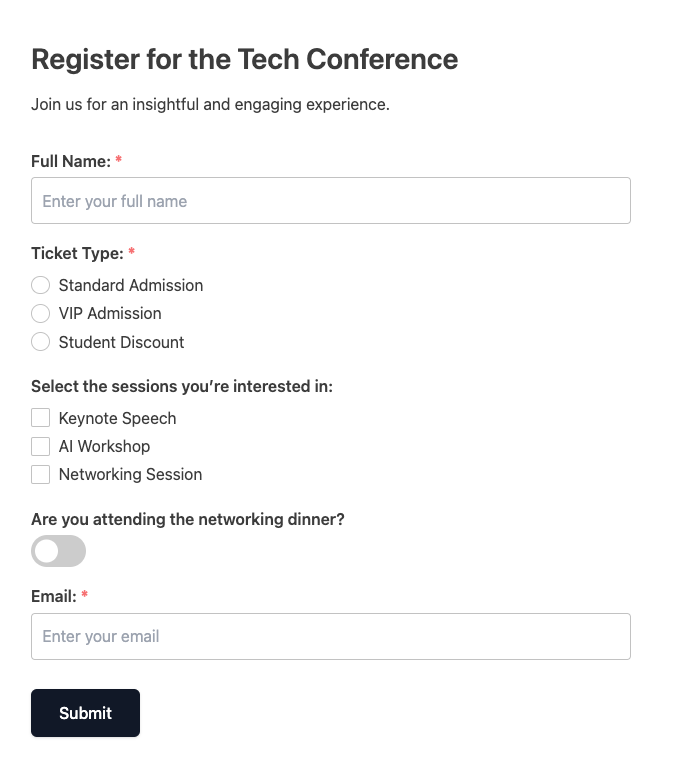 Register for the Tech Conference
Join us for an insightful and engaging experience.
Full Name: *
Enter your full name
Ticket Type: *
Standard Admission
VIP Admission
Student Discount
Select the sessions you’re interested in:
Keynote Speech
AI Workshop
Networking Session
Are you attending the networking dinner?
Email: *
Enter your email
Submit